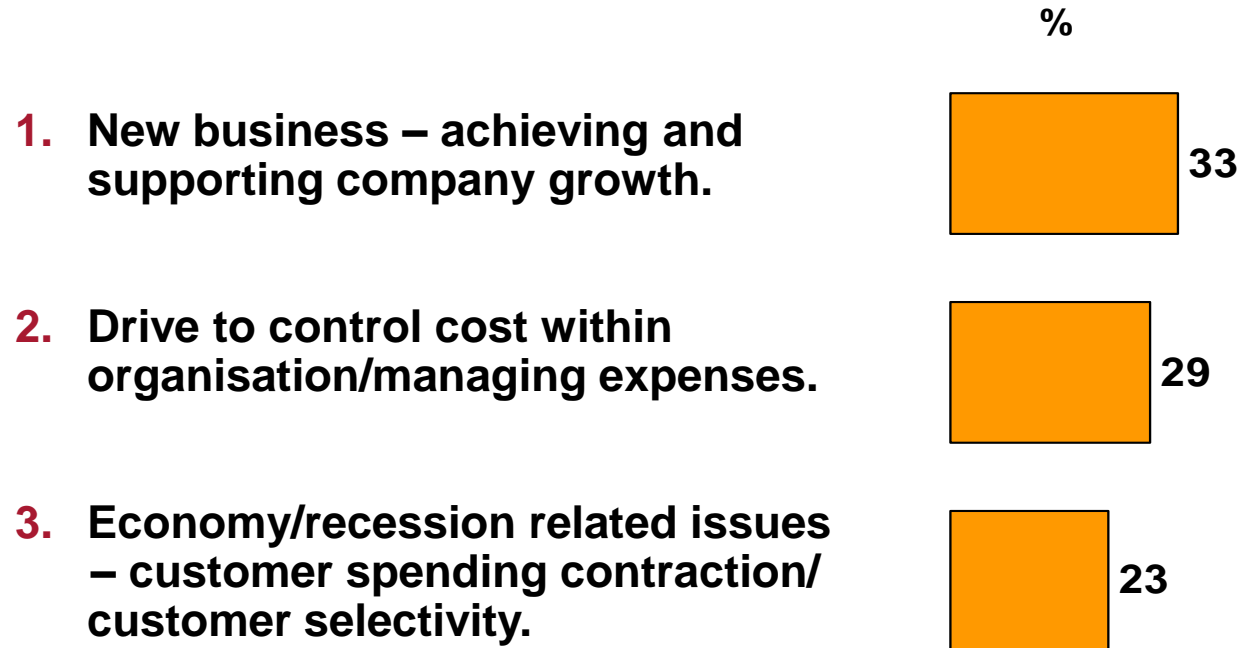 %
1. New business – achieving and
supporting company growth.
33
2. Drive to control cost within
organisation/managing expenses.
29
3. Economy/recession related issues
– customer spending contraction/
customer selectivity.
23